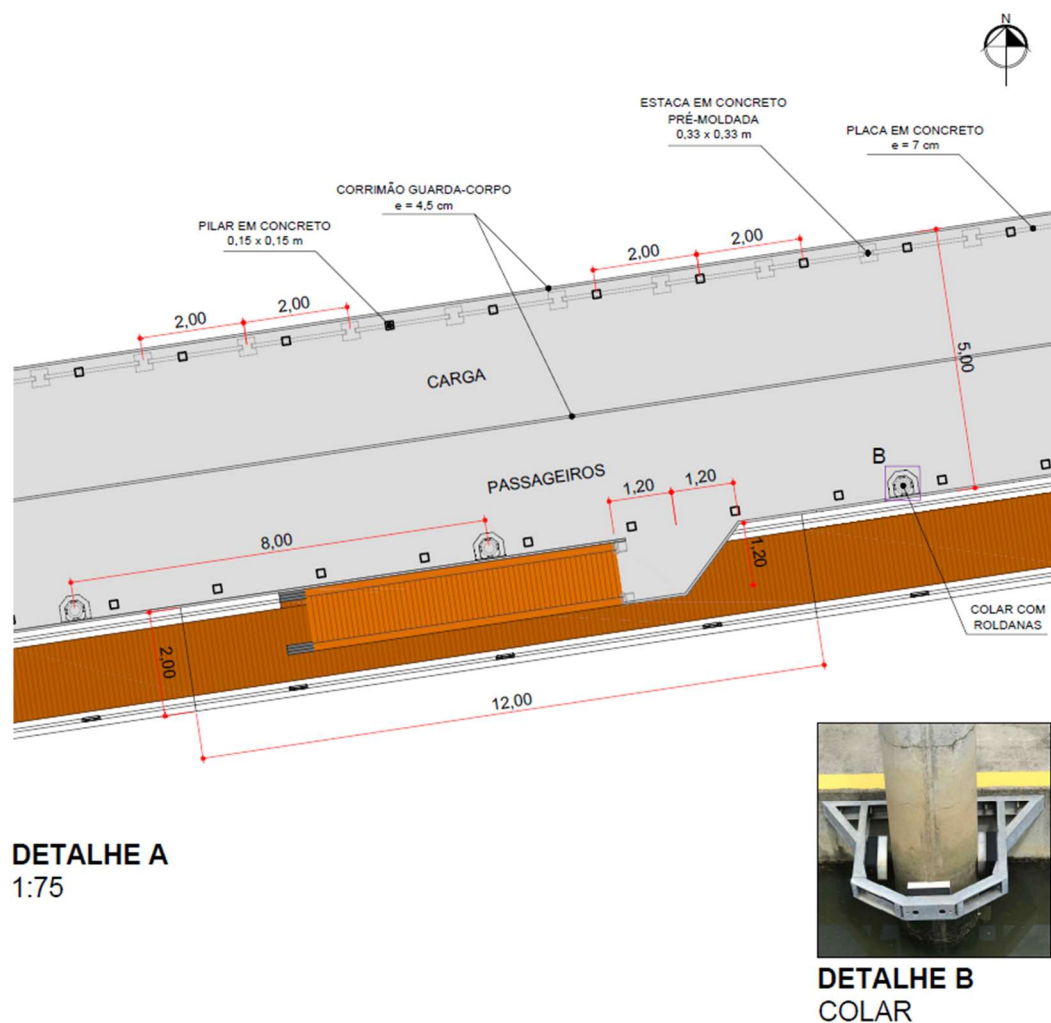 N
ESTACA EM CONCRETO
PRÉ-MOLDADA
0,33 x 0,33 m
PLACA EM CONCRETO
e = 7 cm
CORRIMÃO GUARDA-CORPO
e = 4,5 cm
PILAR EM CONCRETO
0,15 x 0,15 m
2,00
2,00
2,00
2,00
CARGA
5,00
PASSAGEIROS
B
1,20
1,20
8,00
1,20
COLAR COM
ROLDANAS
2,00
12,00
DETALHE A
1:75
DETALHE B
COLAR